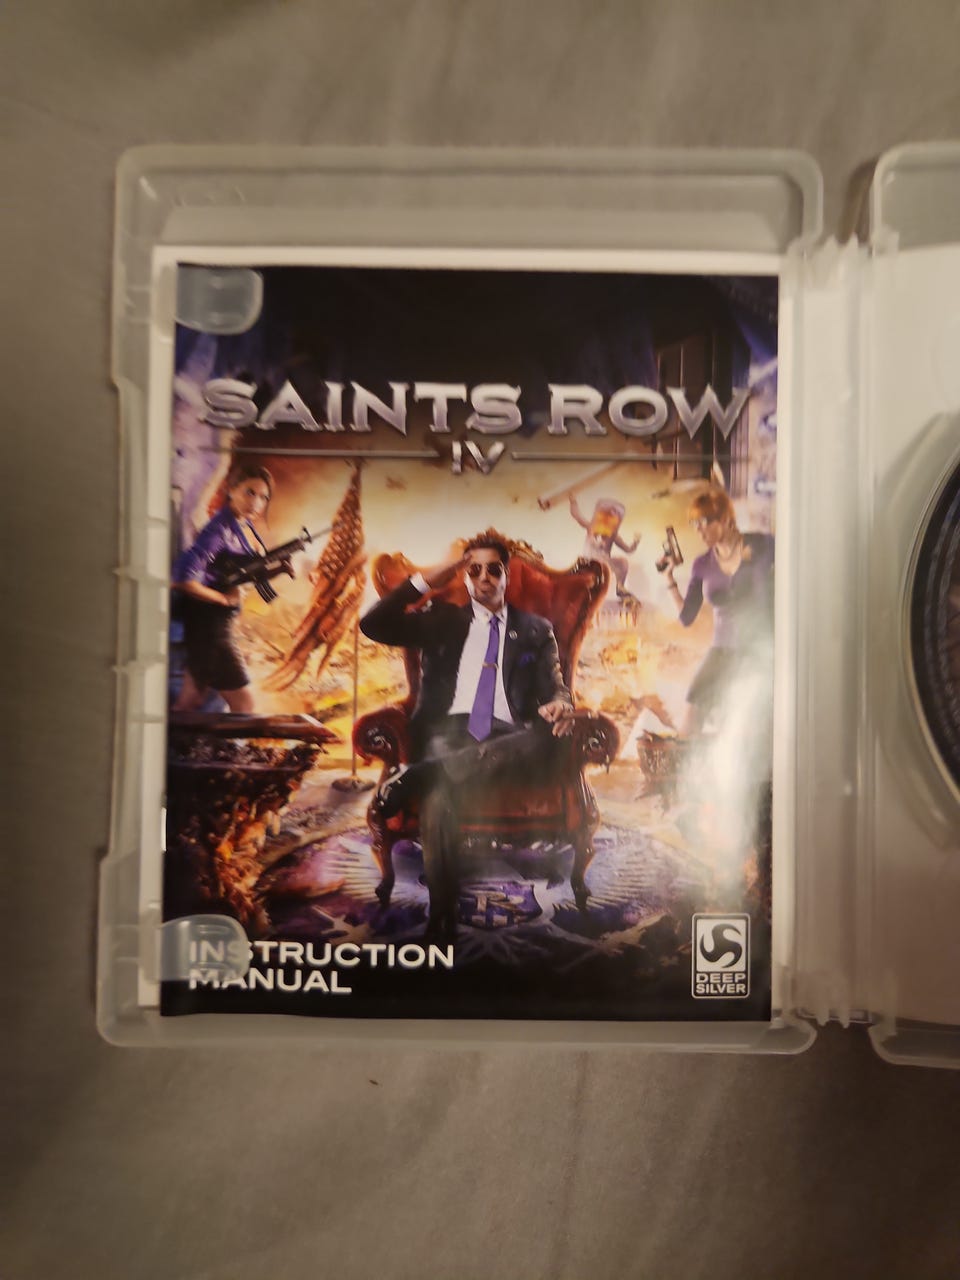 SAINTS ROW
IV
INSTRUCTION
MANUAL
DEEP
SILVER